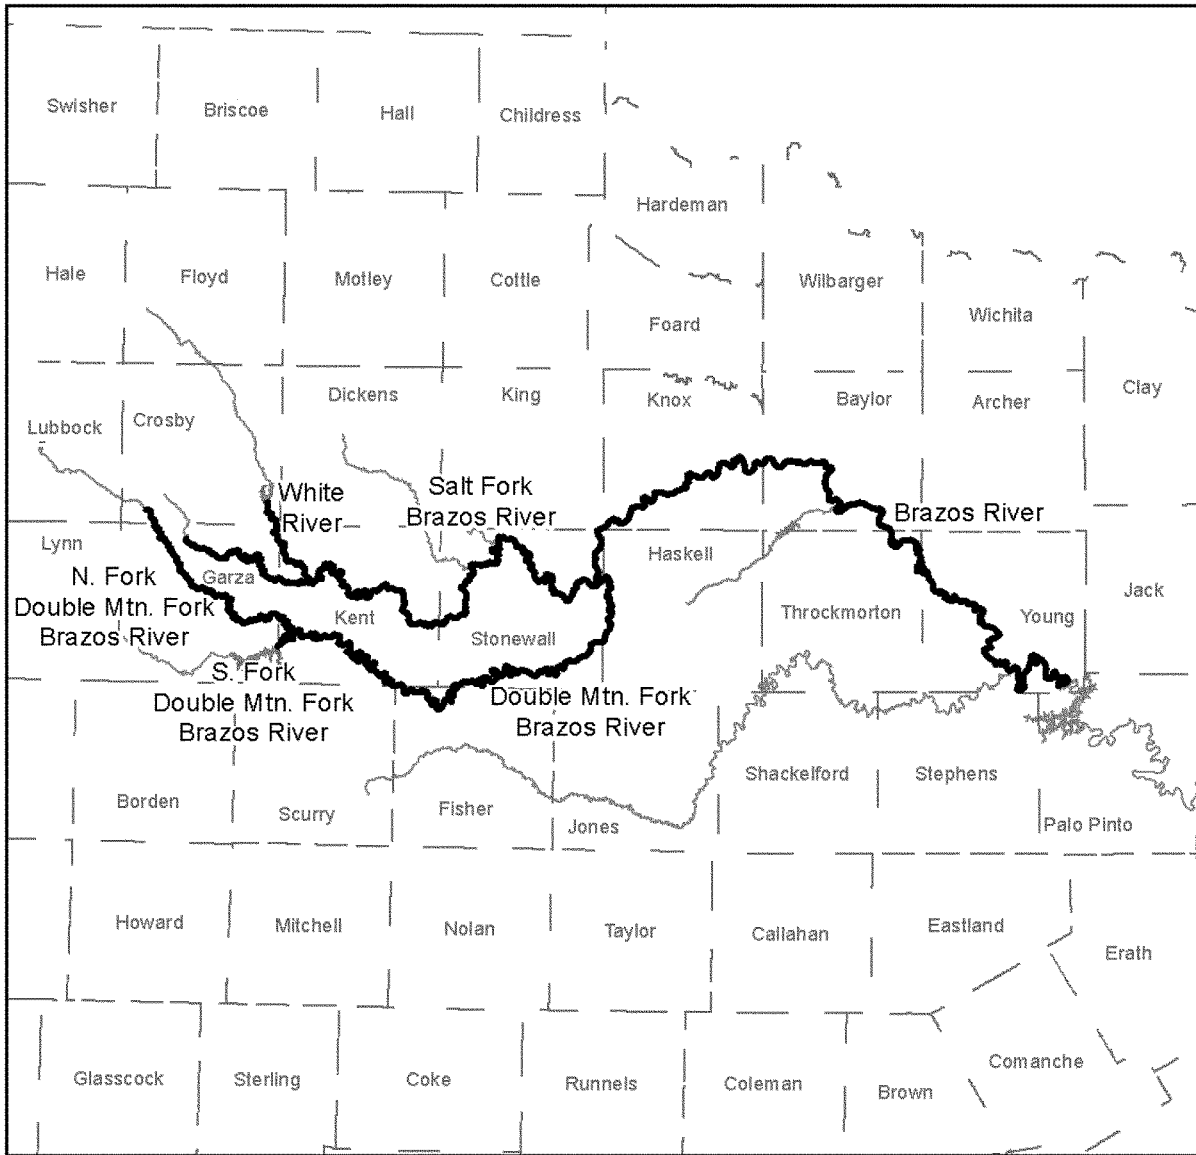 Swisher
Briscoe
Hall
Childress
Hardeman
Hale
Floyd
Motley
Cottle
Wilbarger
Foard
Wichita
Dickens
King
Knox
Baylor
Archer
Clay
Lubbock
Crosby
White
River
Salt Fork
Brazos River
Brazos River
Lynn
Haskell
N. Fork
Double Mtn. Fork
Brazos River
Garza
Kent
Stonewall
Throckmorton
Young
Jack
S. Fork
Double Mtn. Fork
Brazos River
Double Mtn. Fork
Brazos River
Borden
Scurry
Fisher
Jones
Shackelford
Stephens
Palo Pinto
Howard
Mitchell
Nolan
Taylor
Callahan
Eastland
Erath
Glasscock
Sterling
Coke
Runnels
Coleman
Brown
Comanche